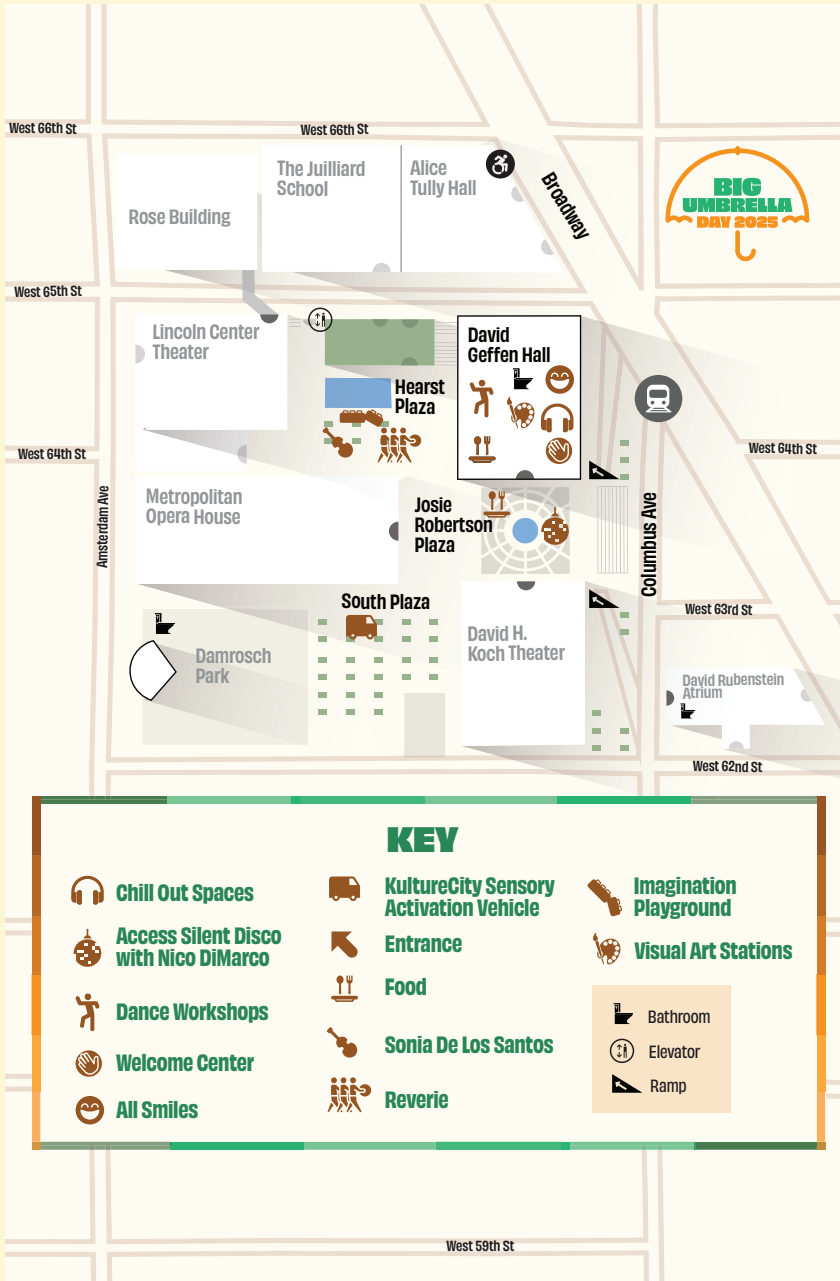 West 66th St
West 66th St
The Juilliard
School
Alice
Tully Hall
Rose Building
Broadway
BIG
UMBRELLA
DAY 2025
West 65th St
Lincoln Center
Theater
David
Geffen Hall
Hearst
Plaza
West 64th St
West 64th St
Amsterdam Ave
Metropolitan
Opera House
Josie
Robertson
Plaza
Columbus Ave
South Plaza
West 63rd St
Damrosch
Park
David H.
Koch Theater
David Rubenstein
Atrium
West 62nd St
KEY
Chill Out Spaces
Access Silent Disco
with Nico DiMarco
Dance Workshops
Welcome Center
All Smiles
KultureCity Sensory
Activation Vehicle
Entrance
Food
Sonia De Los Santos
Reverie
Imagination
Playground
Visual Art Stations
Bathroom
Elevator
Ramp
West 59th St